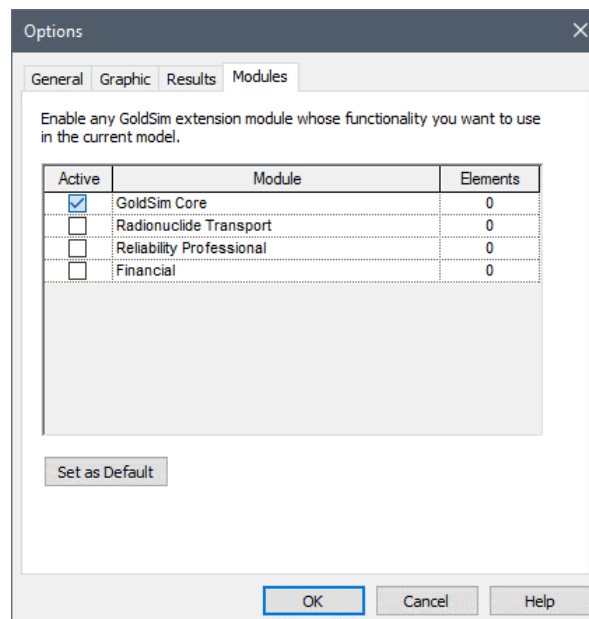 Options
General Graphic Results Modules
Enable any GoldSim extension module whose functionality you want to use
in the current model.
Active Module Elements
GoldSim Core 0
Radionuclide Transport 0
Reliability Professional 0
Financial 0
Set as Default
OK Cancel Help